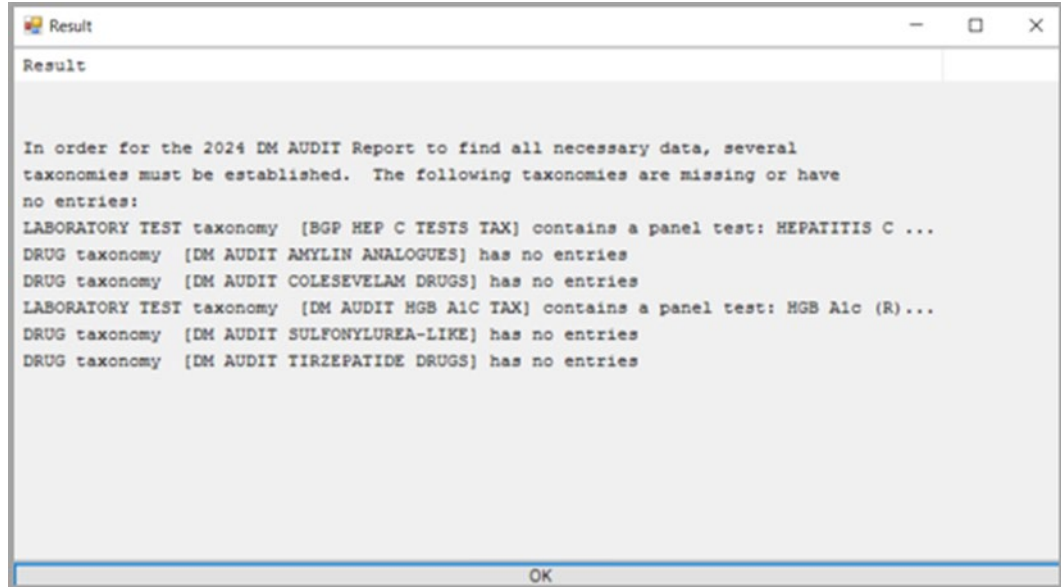 Result
Result
In order for the 2024 DM AUDIT Report to find all necessary data, several
taxonomies must be established.  The following taxonomies are missing or have
no entries:
LABORATORY TEST taxonomy  [BGP HEP C TESTS TAX] contains a panel test: HEPATITIS C ...
DRUG taxonomy  [DM AUDIT AMYLIN ANALOGUES] has no entries
DRUG taxonomy  [DM AUDIT COLESEVELAM DRUGS] has no entries
LABORATORY TEST taxonomy  [DM AUDIT HGB A1C TAX] contains a panel test: HGB A1c (R)...
DRUG taxonomy  [DM AUDIT SULFONYLUREA-LIKE] has no entries
DRUG taxonomy  [DM AUDIT TIRZEPATIDE DRUGS] has no entries
OK